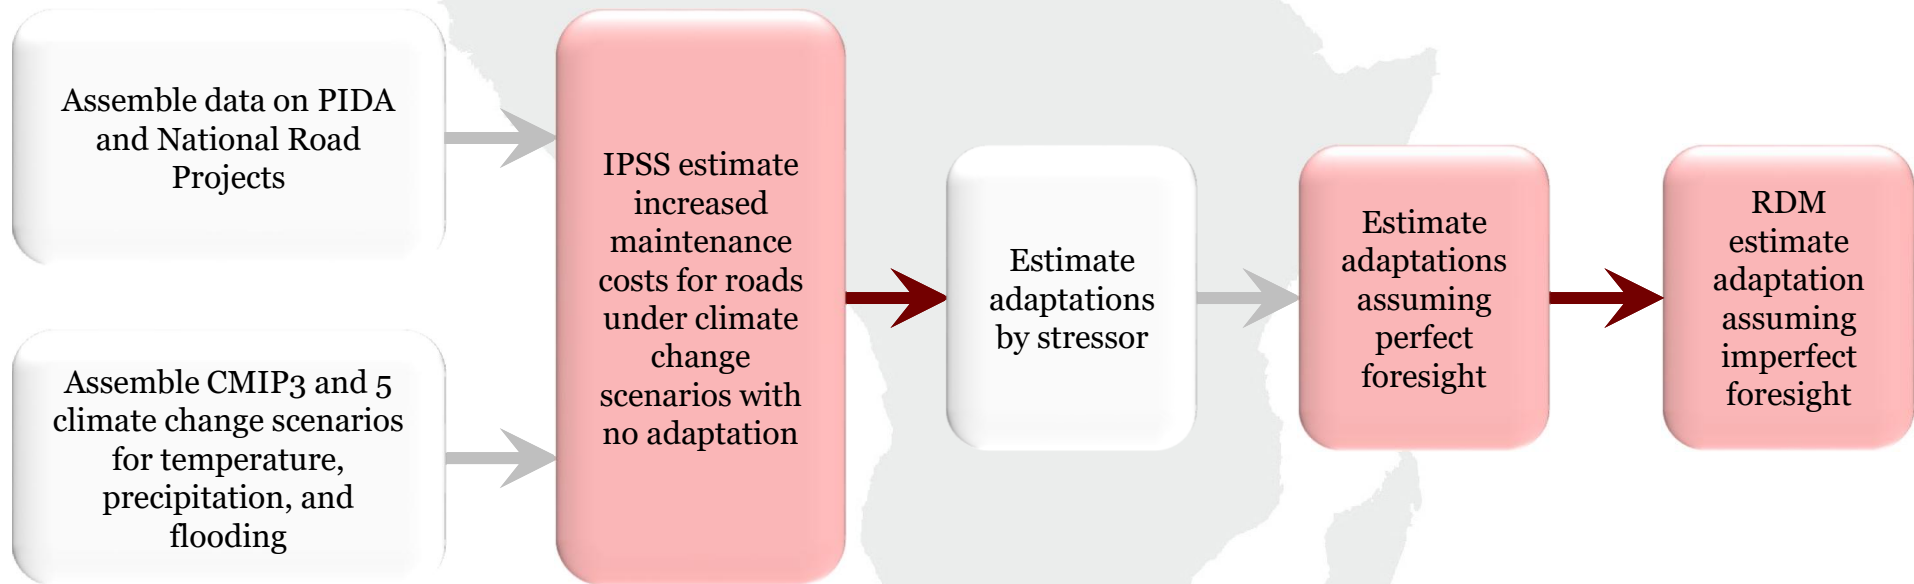 Assemble data on PIDA
and National Road
Projects
Assemble CMIP3 and 5
climate change scenarios
for temperature,
precipitation, and
flooding
IPSS estimate
increased
maintenance
costs for roads
under climate
change
scenarios with
no adaptation
Estimate
adaptations
by stressor
Estimate
adaptations
assuming
perfect
foresight
RDM
estimate
adaptation
assuming
imperfect
foresight